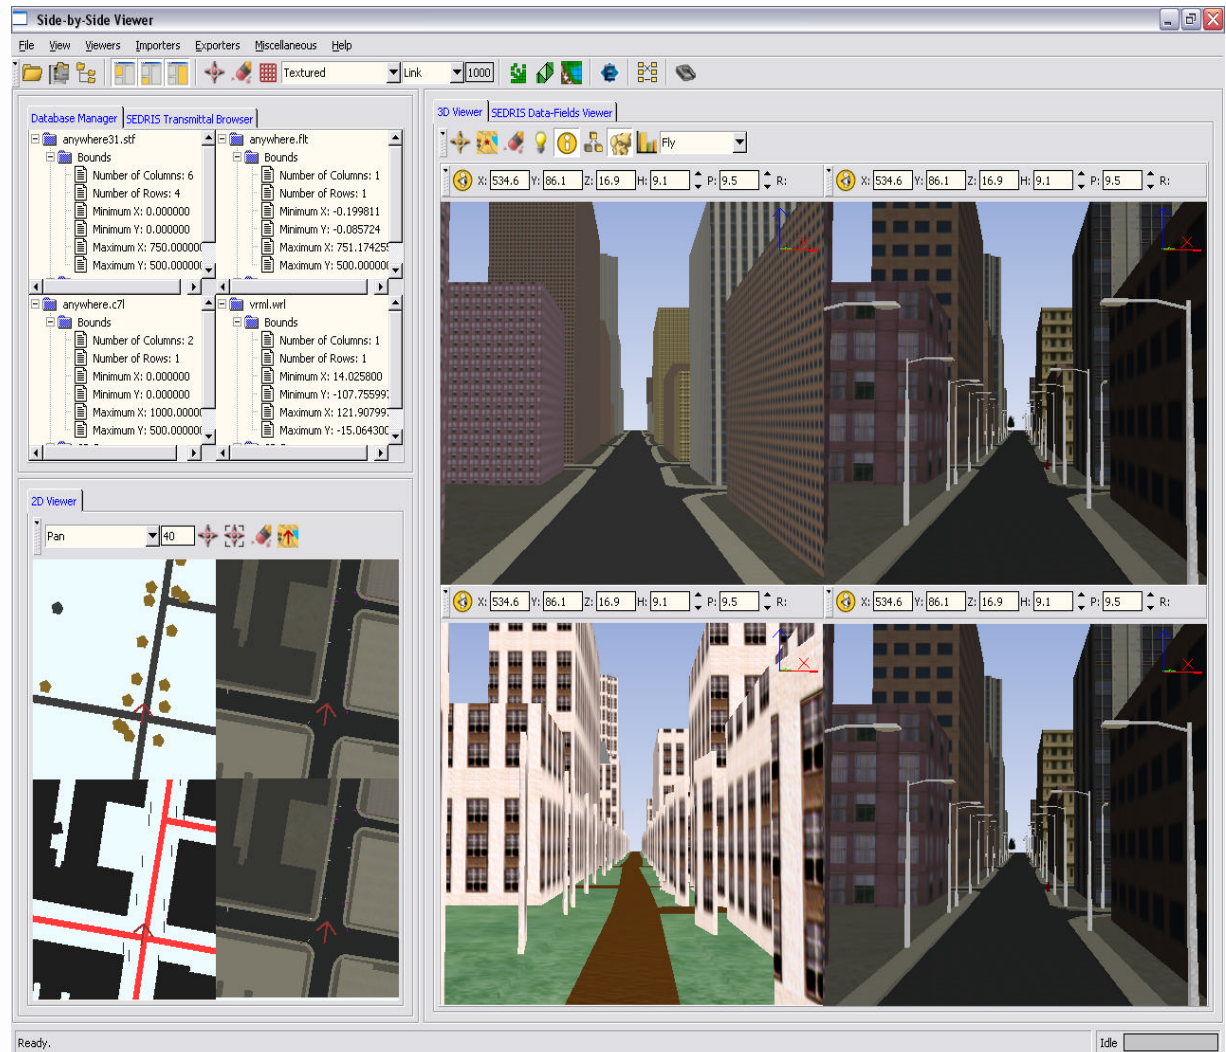 Side-by-Side Viewer
File View Viewers Importers Exporters Miscellaneous Help
Textured Link 1000
Database Manager SEDRIS Transmittal Browser
anywhere31.stf
Bounds
Number of Columns: 6
Number of Rows: 4
Minimum X: 0.000000
Minimum Y: 0.000000
Maximum X: 750.000000
Maximum Y: 500.000000
anywhere.flt
Bounds
Number of Columns: 1
Number of Rows: 1
Minimum X: -0.199811
Minimum Y: -0.085724
Maximum X: 751.174255
Maximum Y: 500.000000
anywhere.c7l
Bounds
Number of Columns: 2
Number of Rows: 1
Minimum X: 0.000000
Minimum Y: 0.000000
Maximum X: 1000.0000
Maximum Y: 500.000000
vrml.wrl
Bounds
Number of Columns: 1
Number of Rows: 1
Minimum X: 14.025800
Minimum Y: -107.75599
Maximum X: 121.90799
Maximum Y: -15.064300
2D Viewer
Pan 40
3D Viewer SEDRIS Data-Fields Viewer
Fly
X: 534.6 Y: 86.1 Z: 16.9 H: 9.1 P: 9.5 R:
X: 534.6 Y: 86.1 Z: 16.9 H: 9.1 P: 9.5 R:
X X
X: 534.6 Y: 86.1 Z: 16.9 H: 9.1 P: 9.5 R:
X: 534.6 Y: 86.1 Z: 16.9 H: 9.1 P: 9.5 R:
X X
Ready. Idle